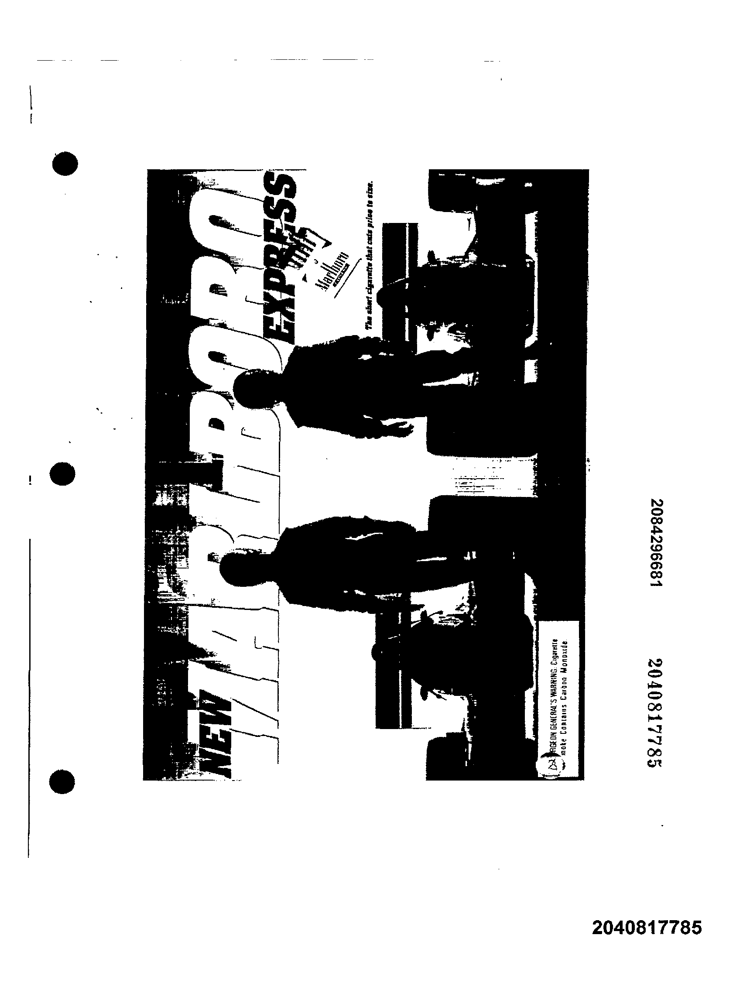 NEW
MARLBORO
EXPRESS
Marlboro
The short cigarette that cuts price to size.
SURGEON GENERAL'S WARNING: Cigarette
Smoke Contains Carbon Monoxide
2084296681
2040817785
2040817785